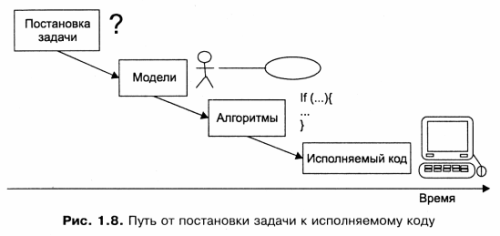 Постановка
задачи
?
Модели
Алгоритмы
If (...){
...
}
Исполняемый код
Время
Рис. 1.8. Путь от постановки задачи к исполняемому коду